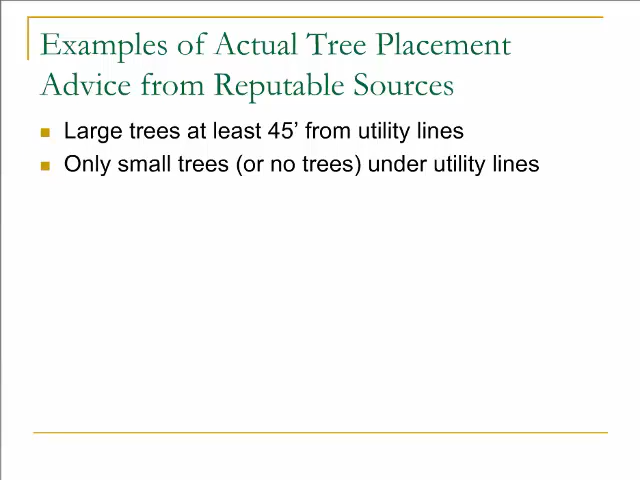 Examples of Actual Tree Placement
Advice from Reputable Sources
Large trees at least 45’ from utility lines
Only small trees (or no trees) under utility lines